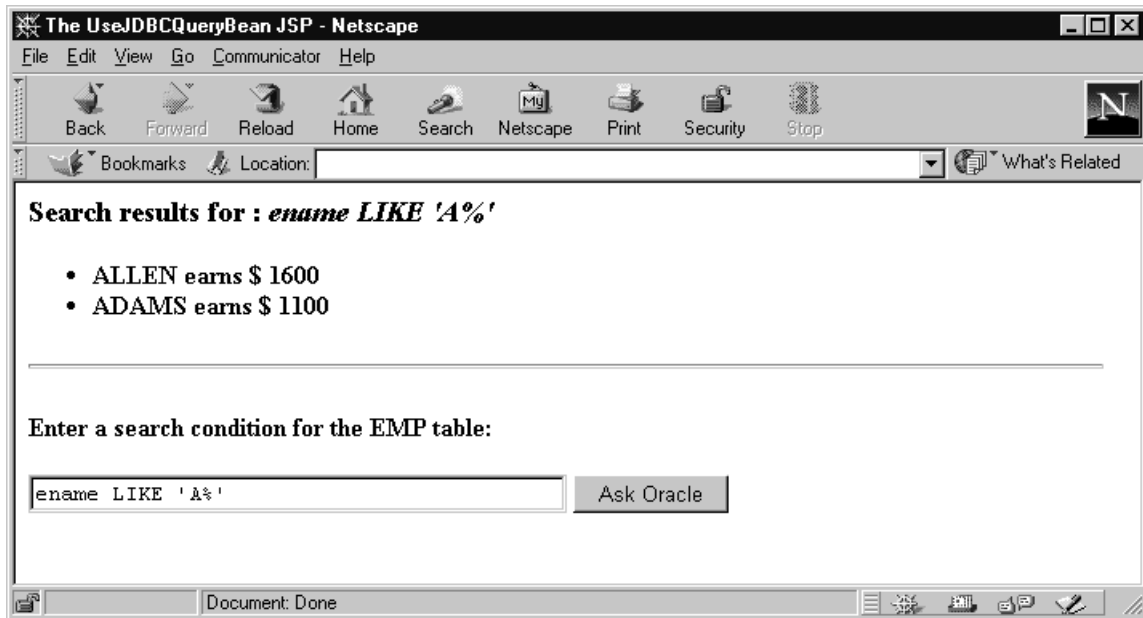 The UseJDBCQueryBean JSP - Netscape
File Edit View Go Communicator Help
Back Forward Reload Home Search Netscape Print Security Stop
My
N
Bookmarks Location: What's Related
Search results for : ename LIKE 'A%'
• ALLEN earns $ 1600
• ADAMS earns $ 1100
Enter a search condition for the EMP table:
ename LIKE 'A%' Ask Oracle
Document: Done